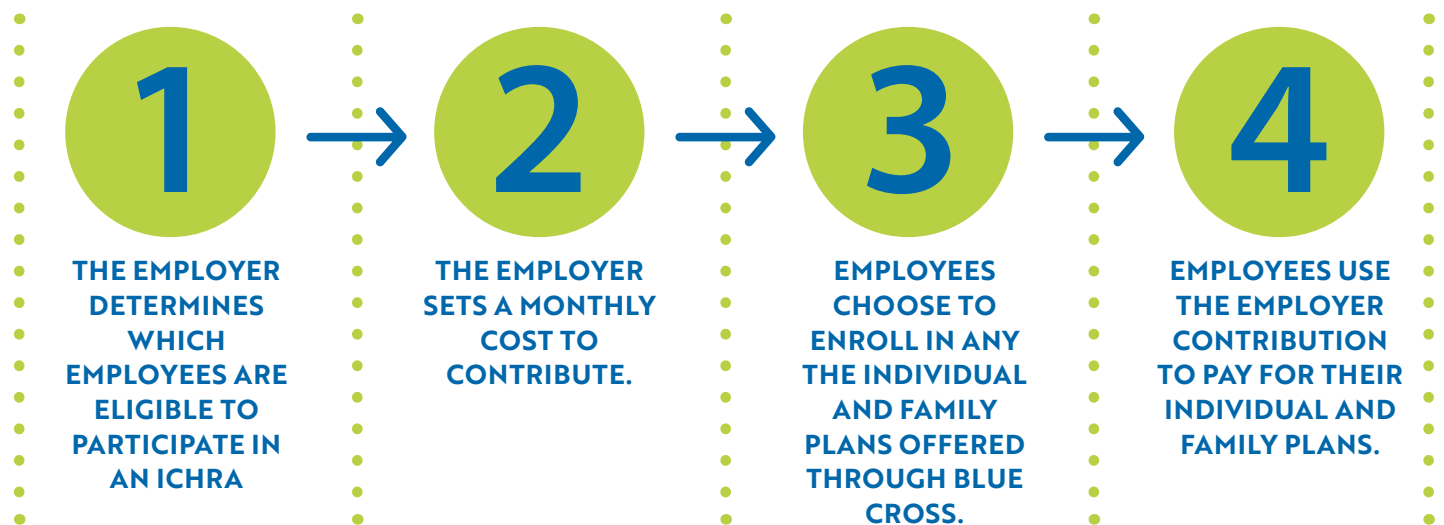 1
THE EMPLOYER
DETERMINES
WHICH
EMPLOYEES ARE
ELIGIBLE TO
PARTICIPATE IN
AN ICHRA
2
THE EMPLOYER
SETS A MONTHLY
COST TO
CONTRIBUTE.
3
EMPLOYEES
CHOOSE TO
ENROLL IN ANY
THE INDIVIDUAL
AND FAMILY
PLANS OFFERED
THROUGH BLUE
CROSS.
4
EMPLOYEES USE
THE EMPLOYER
CONTRIBUTION
TO PAY FOR THEIR
INDIVIDUAL AND
FAMILY PLANS.